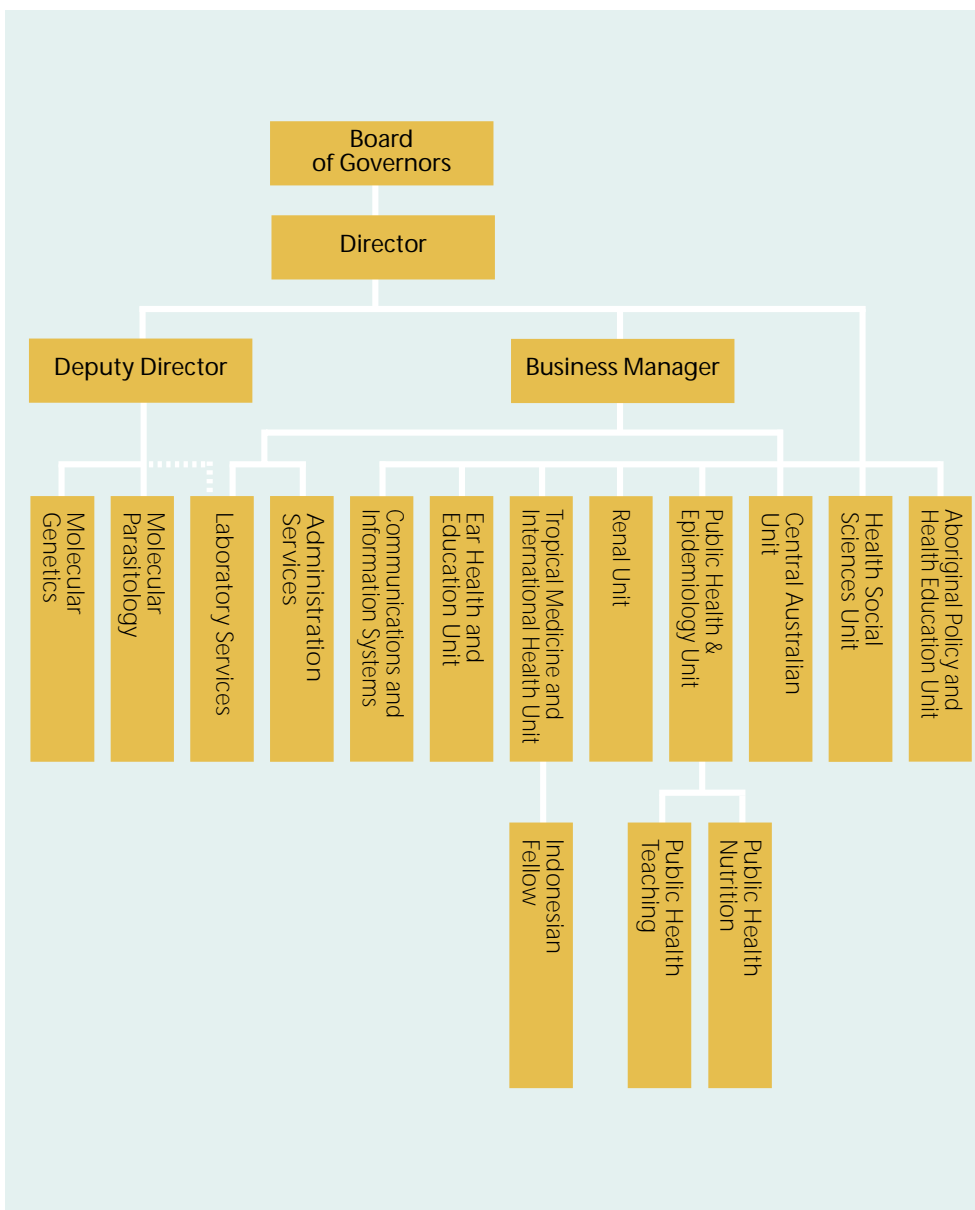 Board
of Governors
Director
Deputy Director
Business Manager
Molecular
Genetics
Molecular
Parasitology
Laboratory Services
Administration
Services
Communications and
Information Systems
Ear Health and
Education Unit
Tropical Medicine and
International Health Unit
Renal Unit
Public Health &
Epidemiology Unit
Central Australian
Unit
Health Social
Sciences Unit
Aboriginal Policy and
Health Education Unit
Indonesian
Fellow
Public Health
Teaching
Public Health
Nutrition